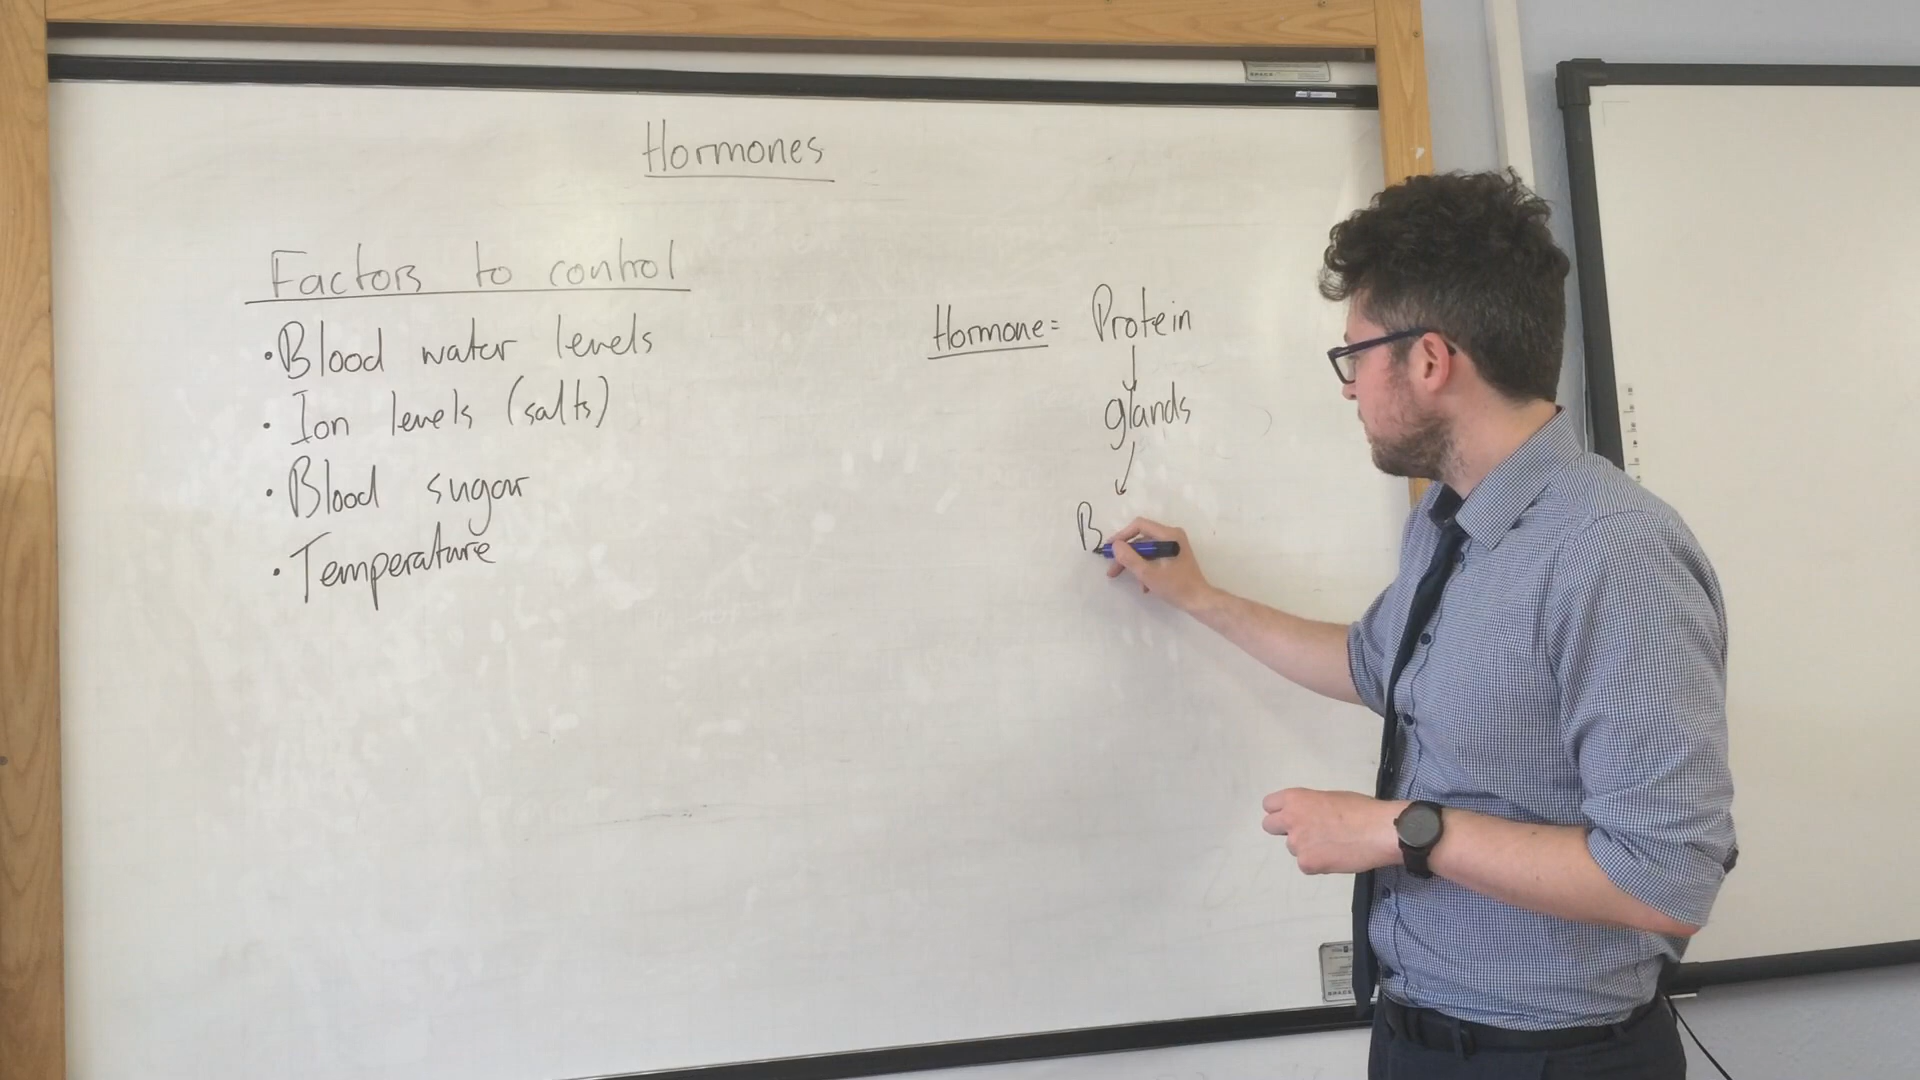 Hormones
Factors to control
• Blood water levels
• Ion levels (salts)
• Blood sugar
• Temperature
Hormone = Protein
↓
glands
↓
B